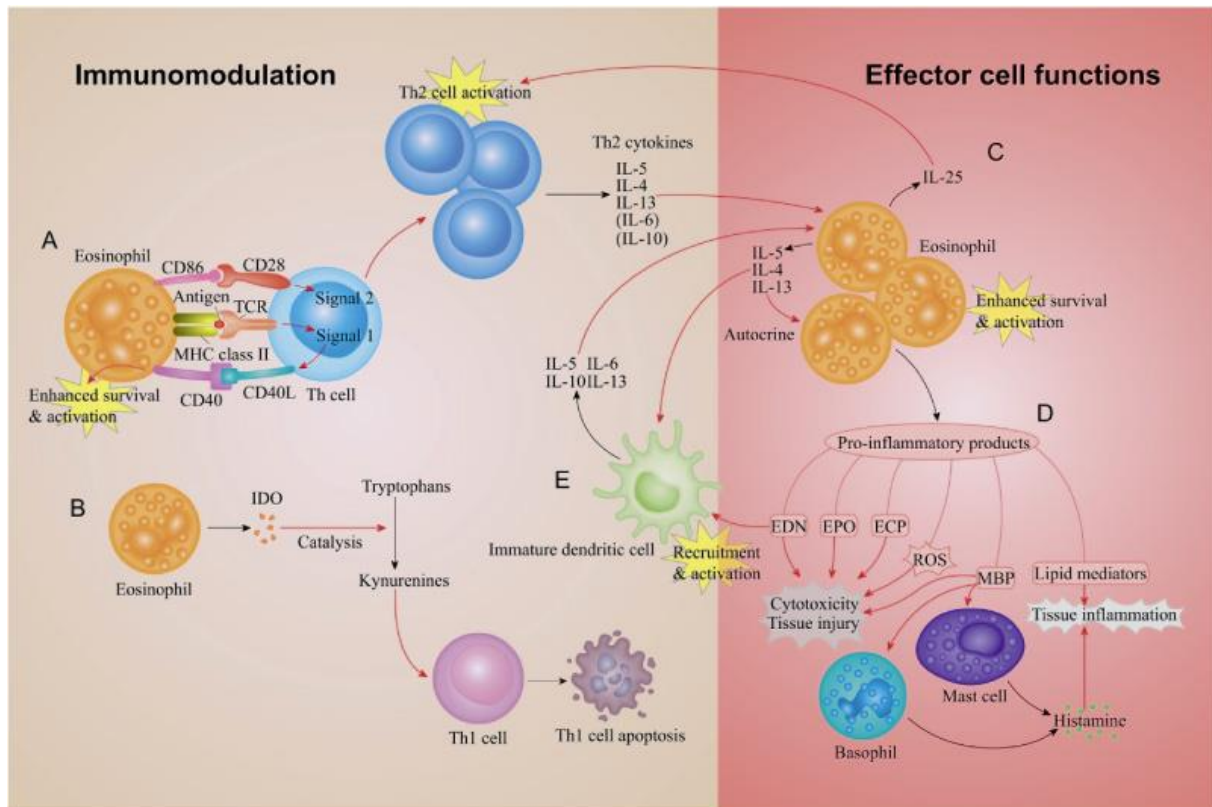 Immunomodulation
Effector cell functions
Th2 cell activation
Th2 cytokines
IL-5
IL-4
IL-13
(IL-6)
(IL-10)
C
IL-25
A
Eosinophil
CD86
CD28
Antigen
TCR
Signal 2
Signal 1
MHC class II
CD40
CD40L
Th cell
Enhanced survival
& activation
Eosinophil
IL-5
IL-4
IL-13
Autocrine
Enhanced survival
& activation
IL-5 IL-6
IL-10 IL-13
D
Pro-inflammatory products
B
Eosinophil
IDO
Catalysis
Tryptophans
Kynurenines
E
Immature dendritic cell
Recruitment
& activation
EDN
EPO
ECP
ROS
MBP
Lipid mediators
Cytotoxicity
Tissue injury
Tissue inflammation
Mast cell
Basophil
Histamine
Th1 cell
Th1 cell apoptosis